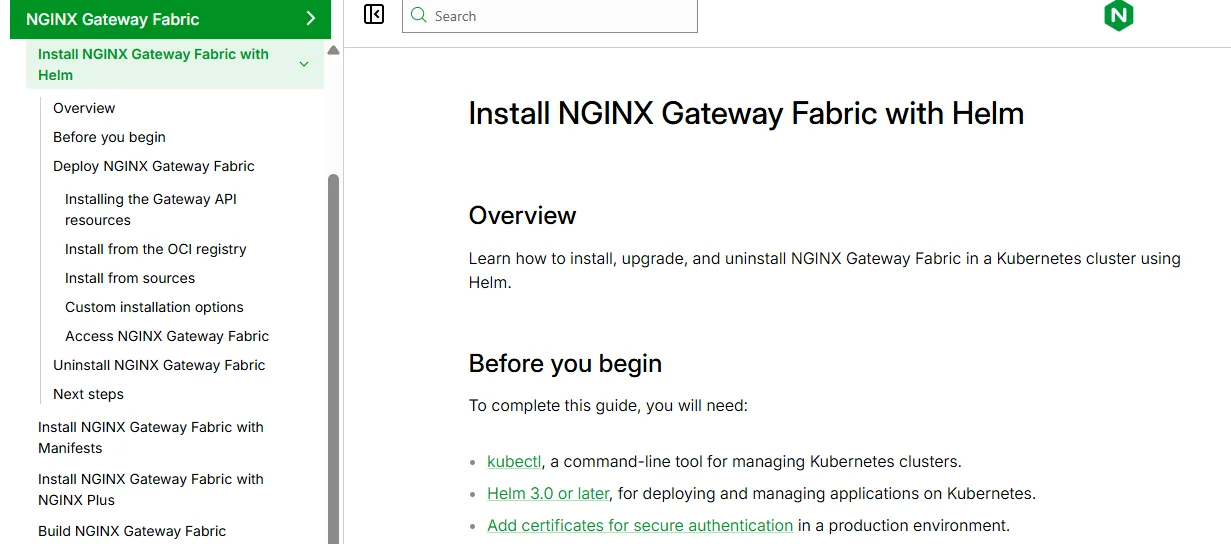 NGINX Gateway Fabric
Install NGINX Gateway Fabric with
Helm
Overview
Before you begin
Deploy NGINX Gateway Fabric
Installing the Gateway API
resources
Install from the OCI registry
Install from sources
Custom installation options
Access NGINX Gateway Fabric
Uninstall NGINX Gateway Fabric
Next steps
Install NGINX Gateway Fabric with
Manifests
Install NGINX Gateway Fabric with
NGINX Plus
Build NGINX Gateway Fabric
Search
N
Install NGINX Gateway Fabric with Helm
Overview
Learn how to install, upgrade, and uninstall NGINX Gateway Fabric in a Kubernetes cluster using
Helm.
Before you begin
To complete this guide, you will need:
• kubectl, a command-line tool for managing Kubernetes clusters.
• Helm 3.0 or later, for deploying and managing applications on Kubernetes.
• Add certificates for secure authentication in a production environment.